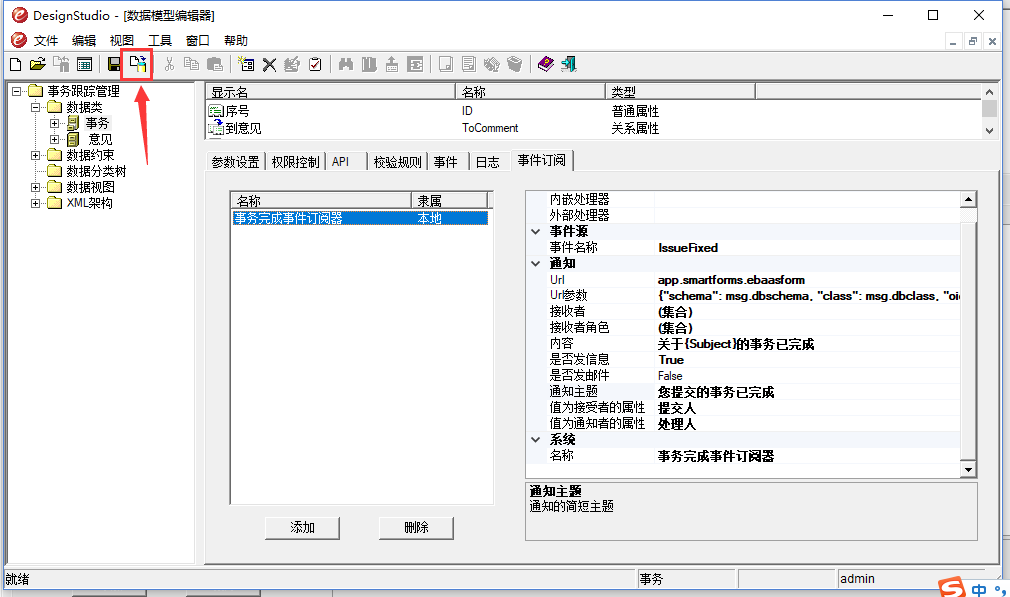 DesignStudio - [数据模型编辑器]
文件 编辑 视图 工具 窗口 帮助
事务跟踪管理
数据类
事务
意见
数据约束
数据分类树
数据视图
XML架构
显示名 名称 类型
序号 ID 普通属性
到意见 ToComment 关系属性
参数设置 权限控制 API 校验规则 事件 日志 事件订阅
名称 隶属
事务完成事件订阅器 本地
添加 删除
内嵌处理器
外部处理器
事件源
事件名称 IssueFixed
通知
Url app.smartforms.ebaasform
Url参数 {"schema": msg.dbschema, "class": msg.dbclass, "oi
接收者 (集合)
接收者角色 (集合)
内容 关于{Subject}的事务已完成
是否发信息 True
是否发邮件 False
通知主题 您提交的事务已完成
值为接受者的属性 提交人
值为通知者的属性 处理人
系统
名称 事务完成事件订阅器
通知主题
通知的简短主题
就绪 事务 admin
S 中 °,